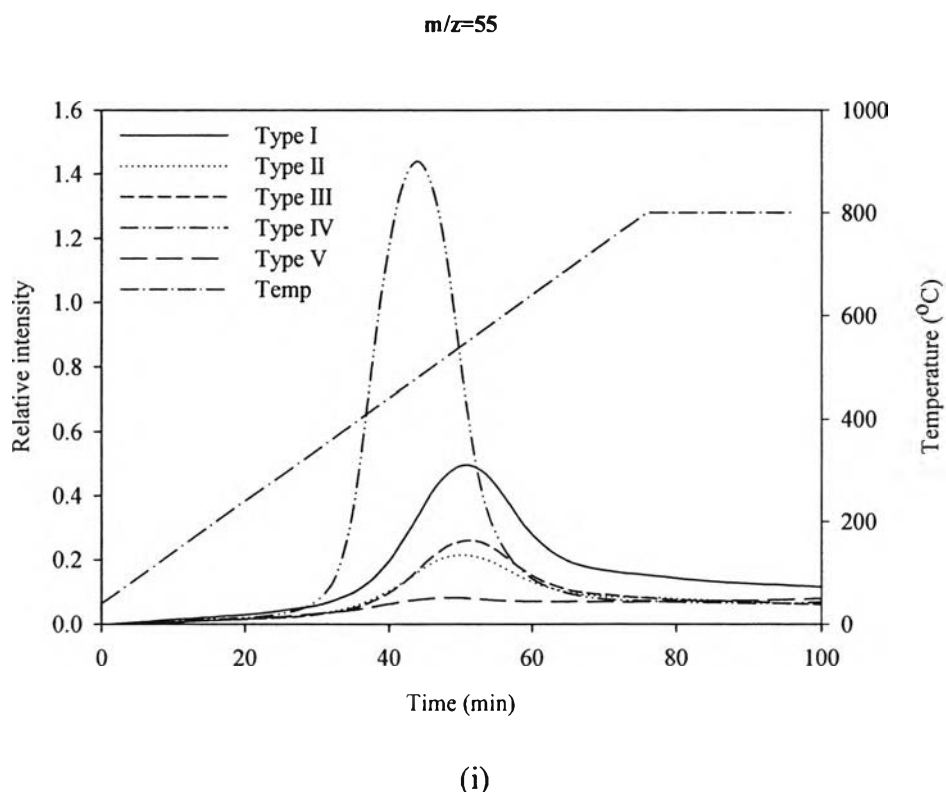 m/z=55
1.6
1.4
1.2
1.0
0.8
0.6
0.4
0.2
0.0
Relative intensity
Type I
Type II
Type III
Type IV
Type V
Temp
1000
800
600
400
200
0
Temperature (⁰C)
0 20 40 60 80 100
Time (min)
(i)